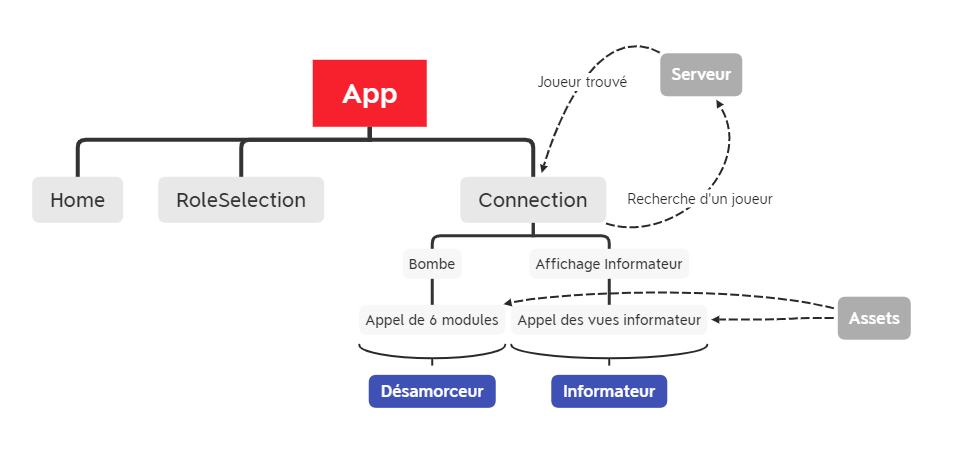 Serveur
Joueur trouvé
App
Home
RoleSelection
Connection
Recherche d'un joueur
Bombe
Affichage Informateur
Appel de 6 modules
Appel des vues informateur
Assets
Désamorceur
Informateur